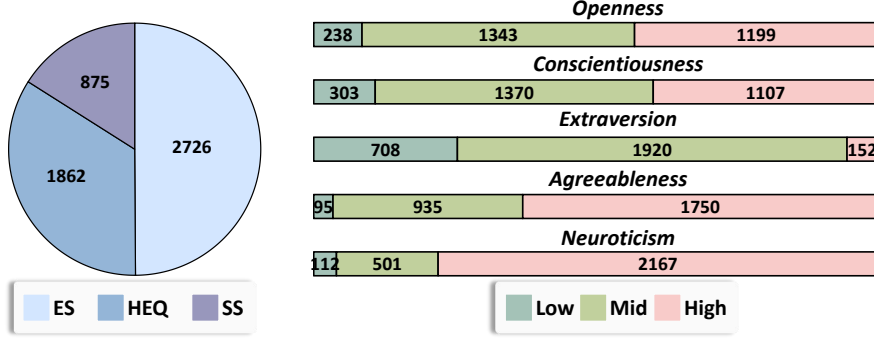 875
2726
1862
ES HEQ SS
Openness
238 1343 1199
Conscientiousness
303 1370 1107
Extraversion
708 1920 152
Agreeableness
95 935 1750
Neuroticism
112 501 2167
Low Mid High